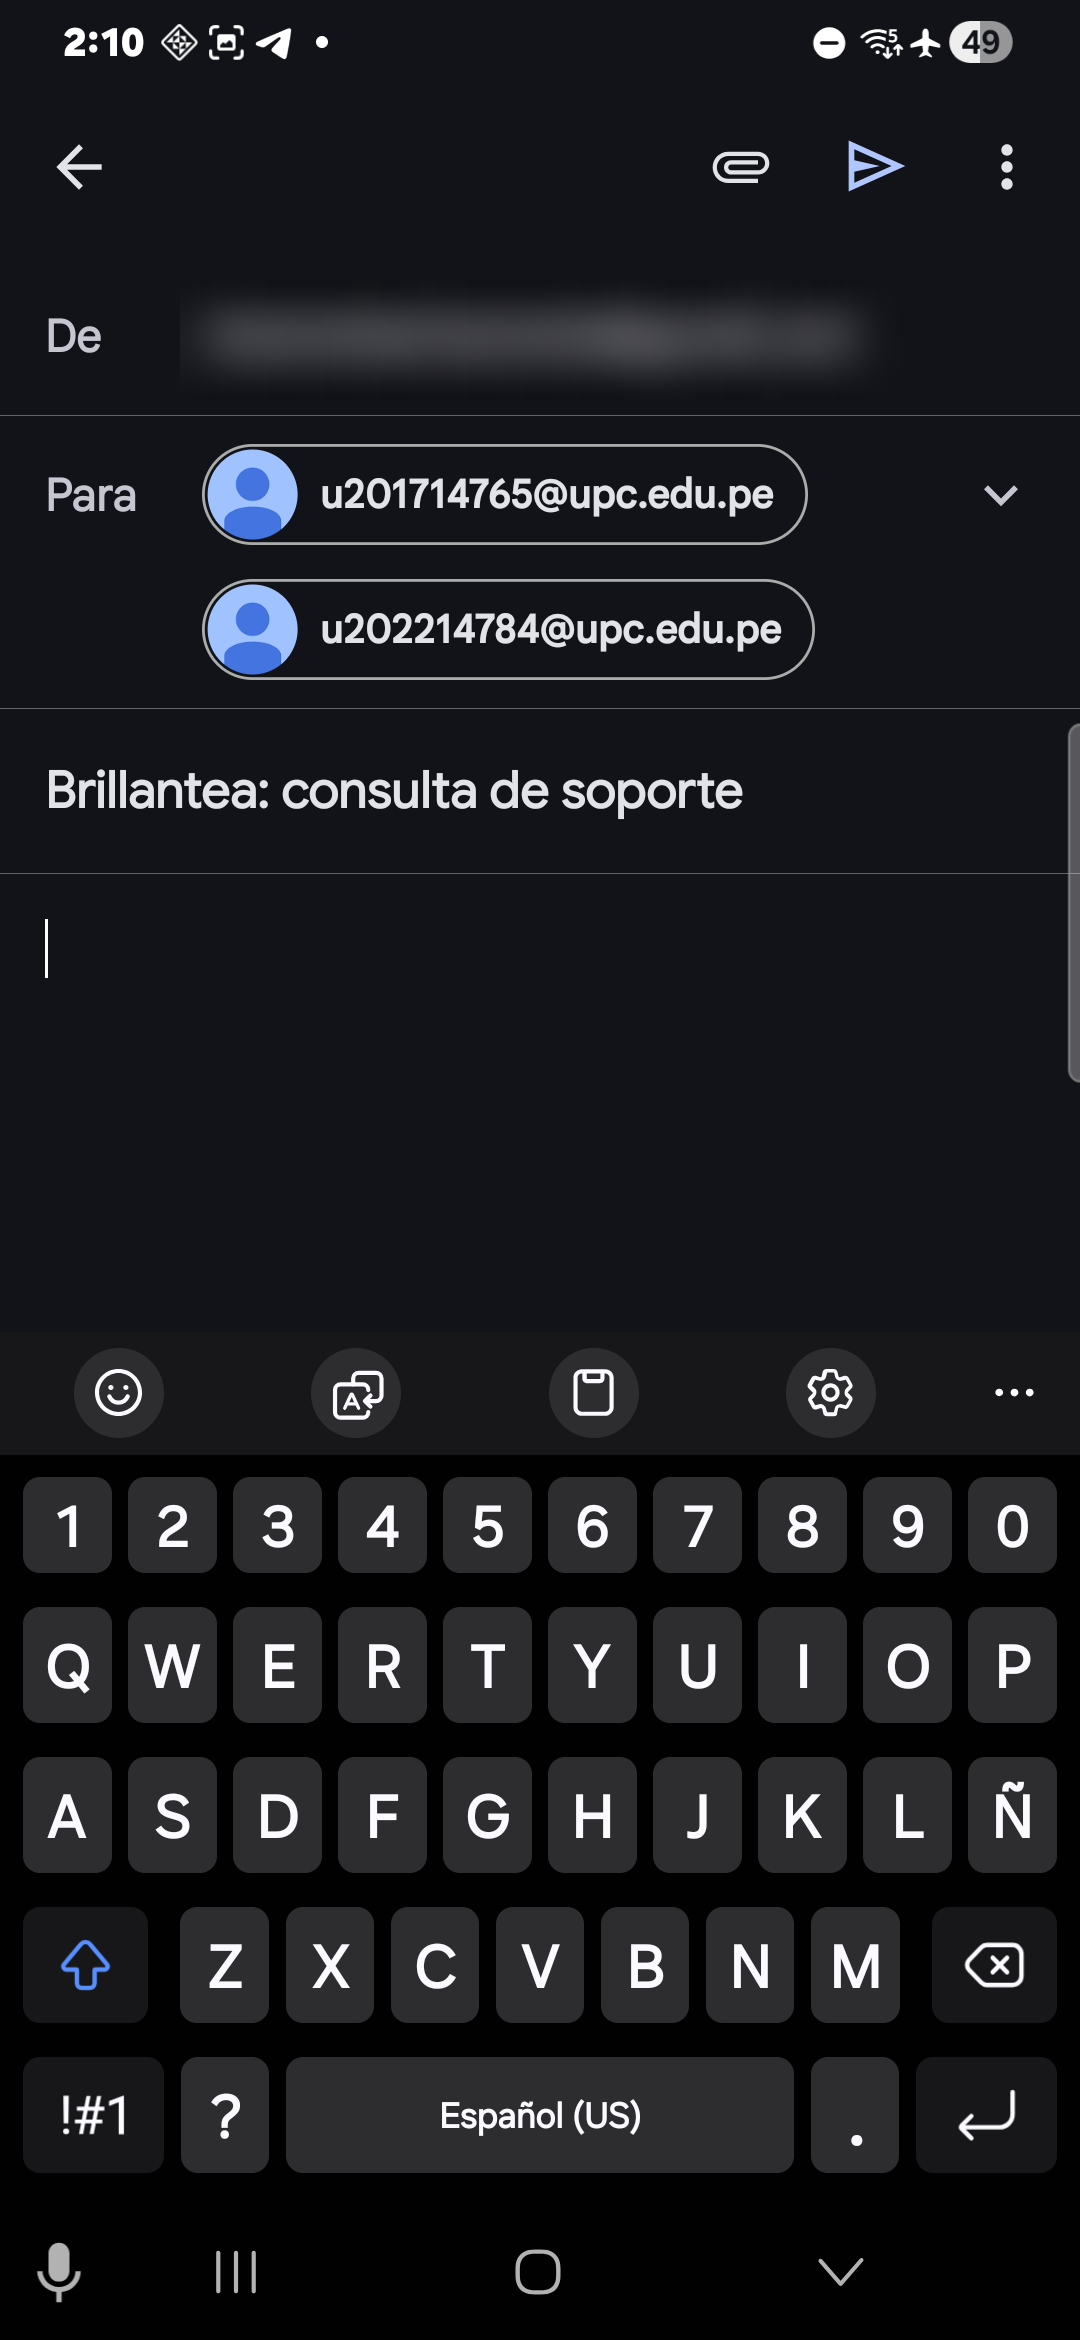 2:10
5
49
De
Para
u201714765@upc.edu.pe
u202214784@upc.edu.pe
Brillantea: consulta de soporte
A
1 2 3 4 5 6 7 8 9 0
Q W E R T Y U I O P
A S D F G H J K L Ñ
Z X C V B N M
!#1 ? Español (US) .